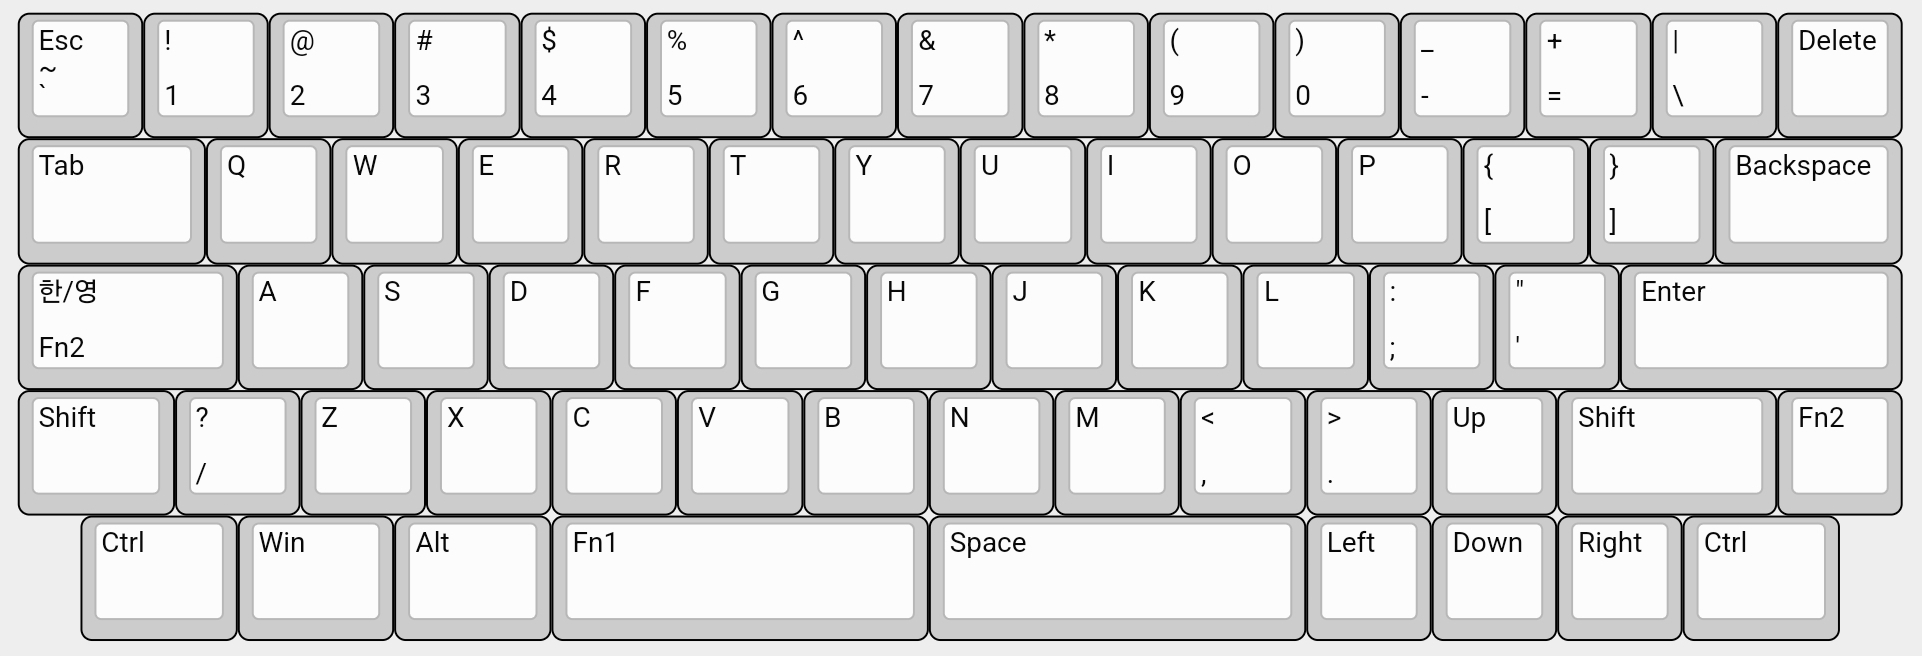 Esc ! @ # $ % ^ & * ( ) _ + | Delete
~
` 1 2 3 4 5 6 7 8 9 0 - = \
Tab Q W E R T Y U I O P { } Backspace
[ ]
한/영 A S D F G H J K L : " Enter
Fn2 ; '
Shift ? Z X C V B N M < > Up Shift Fn2
/ , .
Ctrl Win Alt Fn1 Space Left Down Right Ctrl